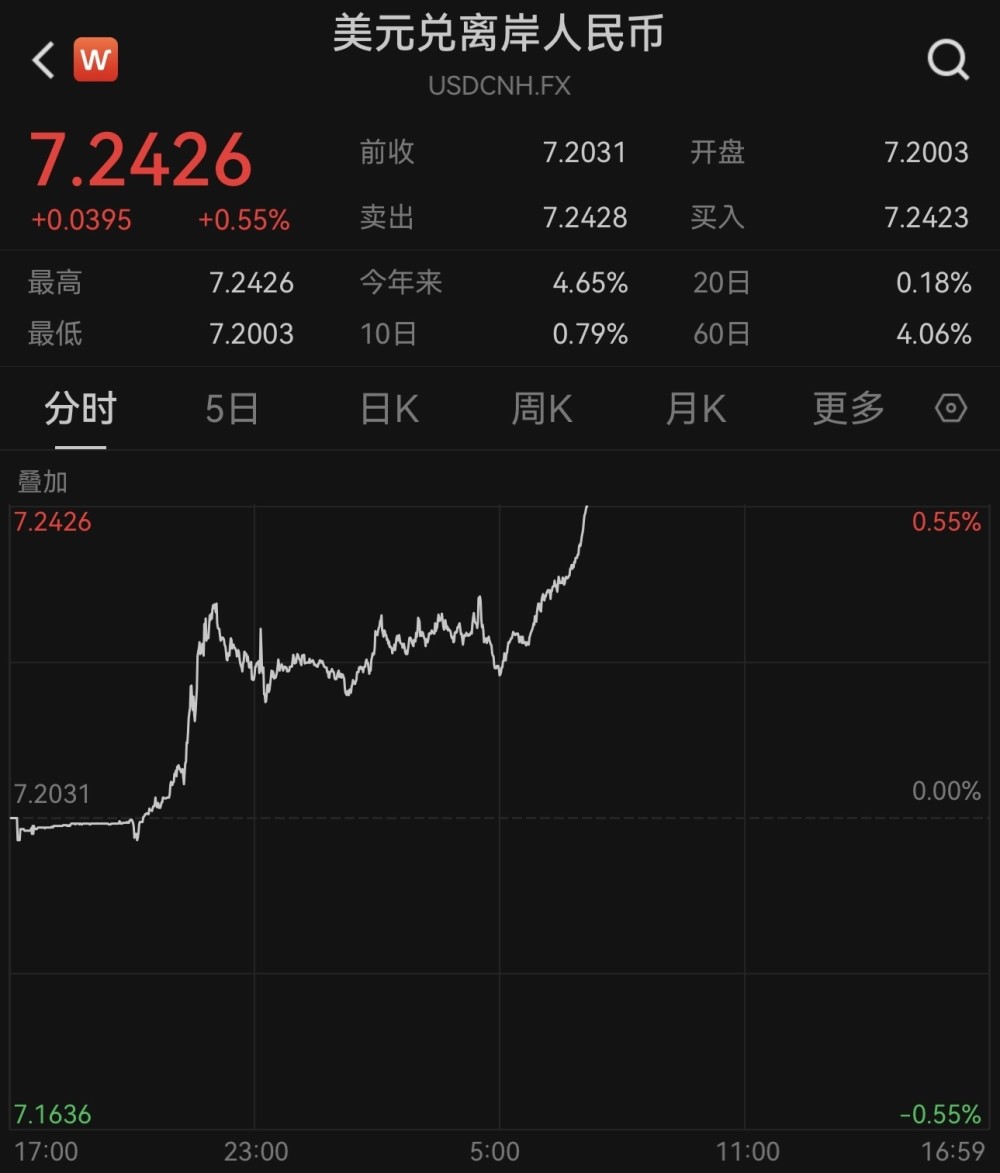 W
美元兑离岸人民币
USDCNH.FX
7.2426
+0.0395 +0.55%
前收 7.2031 开盘 7.2003
卖出 7.2428 买入 7.2423
最高 7.2426 今年来 4.65% 20日 0.18%
最低 7.2003 10日 0.79% 60日 4.06%
分时 5日 日K 周K 月K 更多
叠加
7.2426 0.55%
7.2031 0.00%
7.1636 -0.55%
17:00 23:00 5:00 11:00 16:59